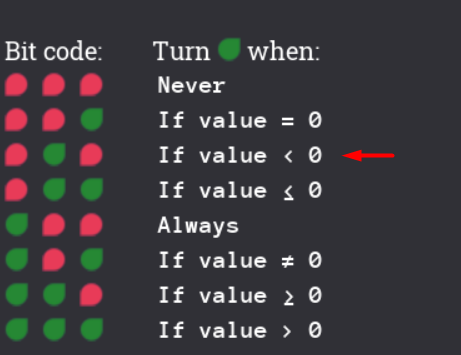 Bit code: Turn when:
Never
If value = 0
If value < 0
If value ≤ 0
Always
If value ≠ 0
If value ≥ 0
If value > 0